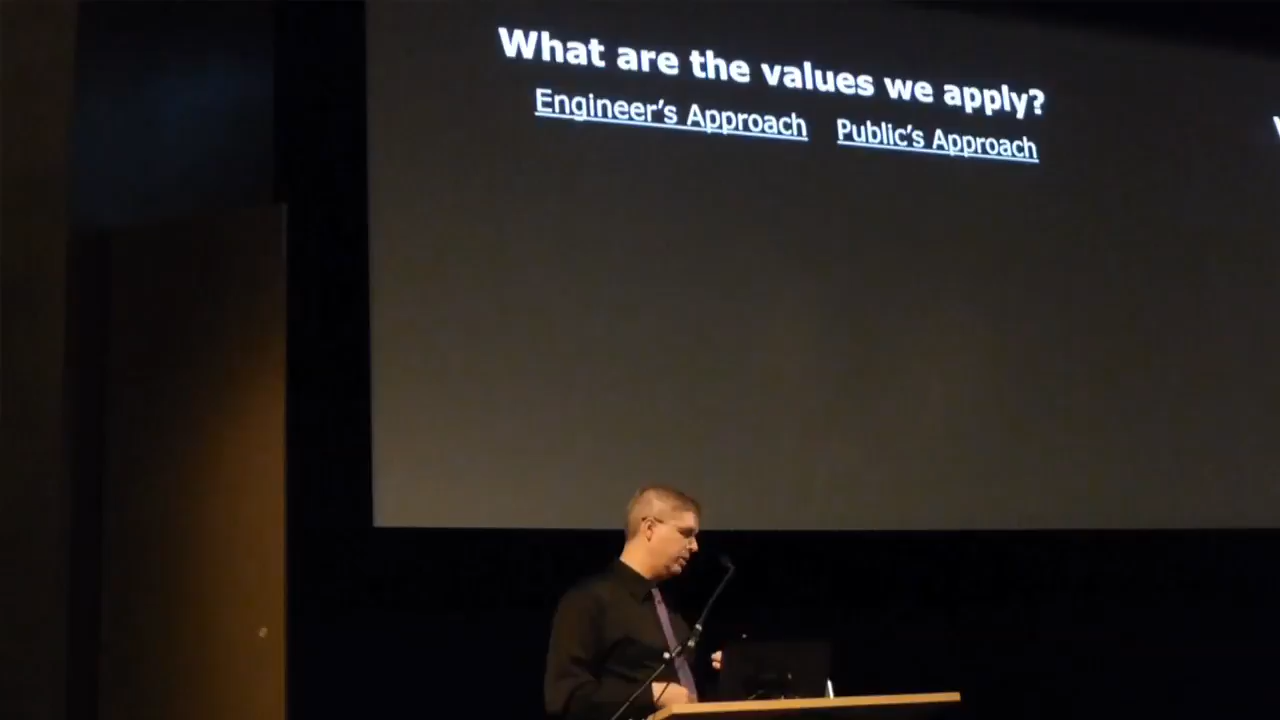 What are the values we apply?
Engineer's Approach Public's Approach